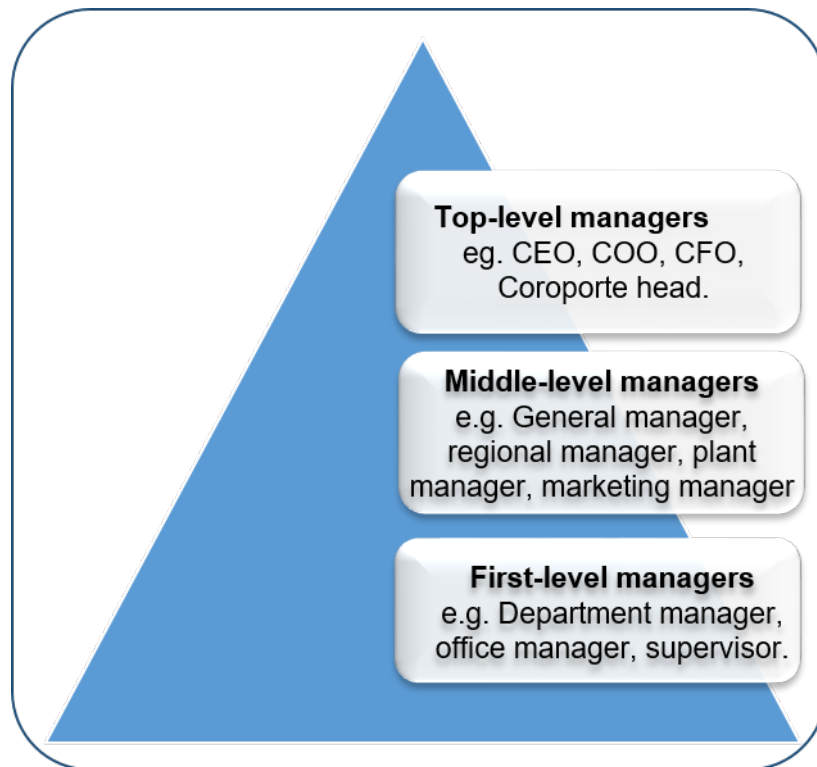 Top-level managers
eg. CEO, COO, CFO,
Coroporte head.
Middle-level managers
e.g. General manager,
regional manager, plant
manager, marketing manager
First-level managers
e.g. Department manager,
office manager, supervisor.